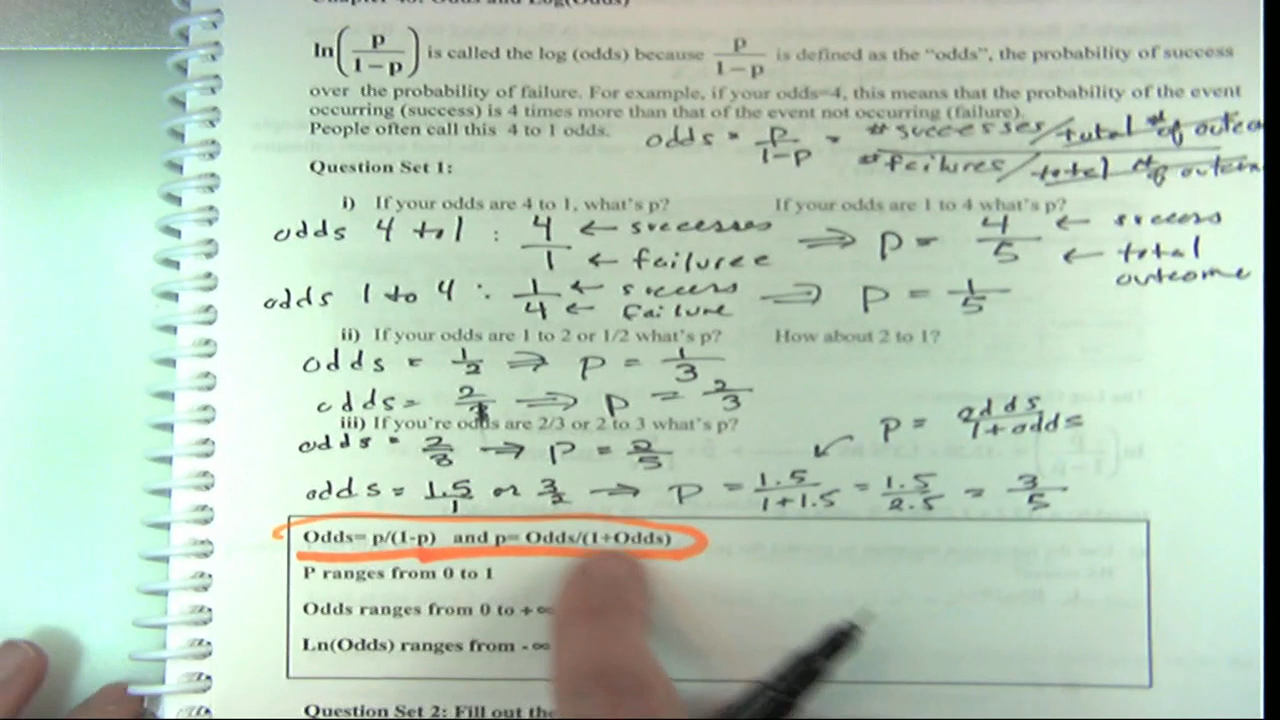 Chapter 48: Odds and Log(Odds)
ln(p/(1−p)) is called the log (odds) because p/(1−p) is defined as the “odds”, the probability of success
over the probability of failure. For example, if your odds=4, this means that the probability of the event
occurring (success) is 4 times more than that of the event not occurring (failure).
People often call this 4 to 1 odds.
odds = p/(1-p) = # successes/total # of outco / # failures/total # of outcom
Question Set 1:
i) If your odds are 4 to 1, what's p? If your odds are 1 to 4 what's p?
odds 4 to 1 : 4/1 ← successes ← failure ⇒ p = 4/5 ← success ← total outcome
odds 1 to 4 : 1/4 ← success ← failure ⇒ p = 1/5
ii) If your odds are 1 to 2 or 1/2 what's p? How about 2 to 1?
odds = 1/2 ⇒ p = 1/3
odds = 2/1 ⇒ p = 2/3
iii) If you're odds are 2/3 or 2 to 3 what's p?
p = odds/(1+odds)
odds = 2/3 → p = 2/5
odds = 1.5/1 or 3/2 → p = 1.5/(1+1.5) = 1.5/2.5 = 3/5
Odds= p/(1-p) and p= Odds/(1+Odds)
P ranges from 0 to 1
Odds ranges from 0 to +∞
Ln(Odds) ranges from -∞
Question Set 2: Fill out the